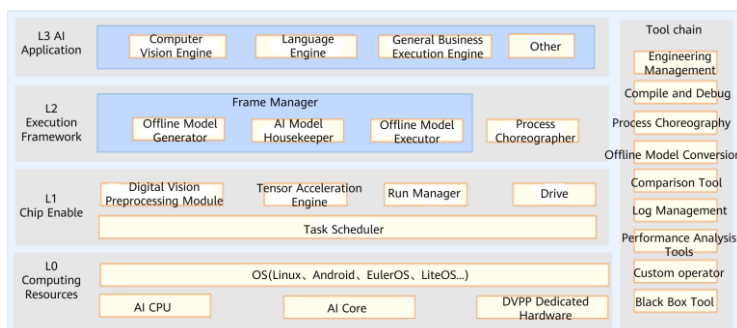 L3 AI
Application
Computer
Vision Engine
Language
Engine
General Business
Execution Engine
Other
L2
Execution
Framework
Frame Manager
Offline Model
Generator
AI Model
Housekeeper
Offline Model
Executor
Process
Choreographer
L1
Chip Enable
Digital Vision
Preprocessing Module
Tensor Acceleration
Engine
Run Manager
Drive
Task Scheduler
L0
Computing
Resources
OS(Linux、Android、EulerOS、LiteOS...)
AI CPU
AI Core
DVPP Dedicated
Hardware
Tool chain
Engineering
Management
Compile and Debug
Process Choreography
Offline Model Conversion
Comparison Tool
Log Management
Performance Analysis
Tools
Custom operator
Black Box Tool